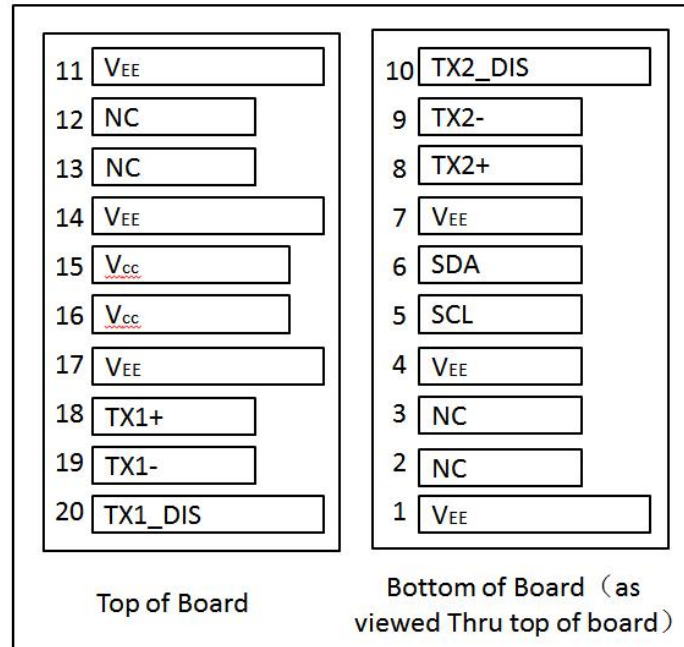 11 VEE
12 NC
13 NC
14 VEE
15 Vcc
16 Vcc
17 VEE
18 TX1+
19 TX1-
20 TX1_DIS
Top of Board
10 TX2_DIS
9 TX2-
8 TX2+
7 VEE
6 SDA
5 SCL
4 VEE
3 NC
2 NC
1 VEE
Bottom of Board（as
viewed Thru top of board）